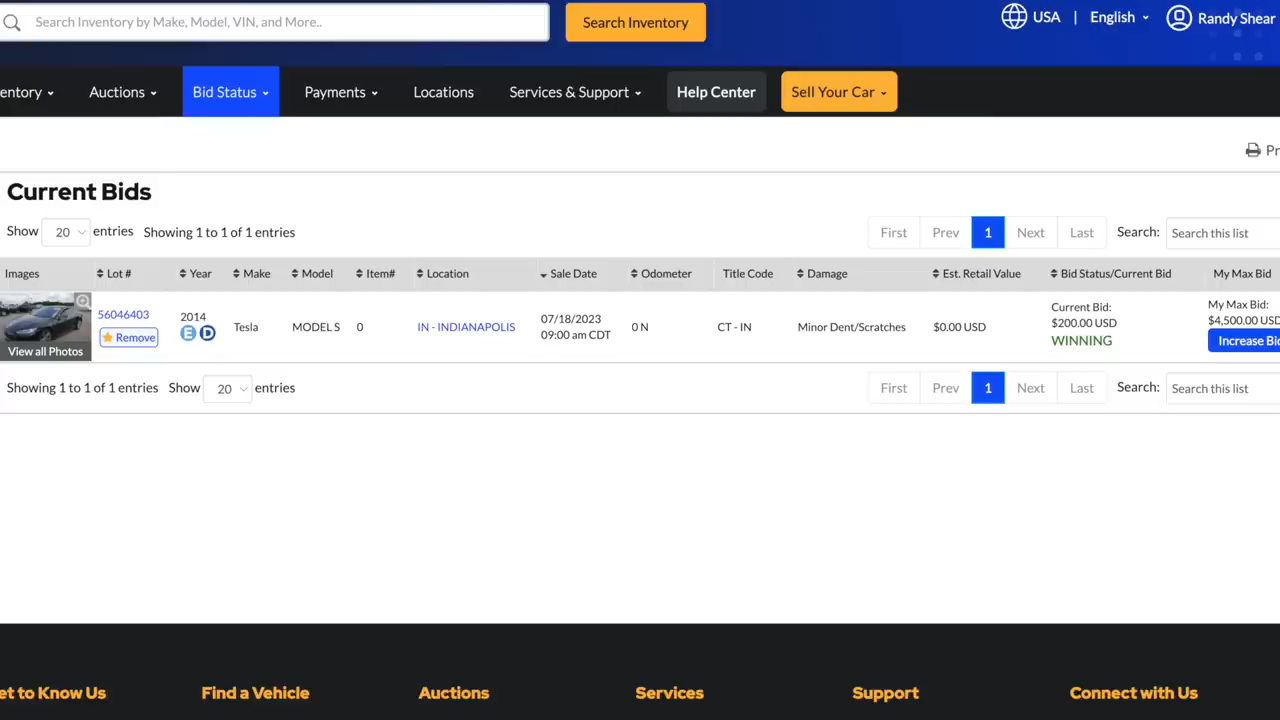 Search Inventory by Make, Model, VIN, and More..
Search Inventory
USA | English
Randy Shear
entory
Auctions
Bid Status
Payments
Locations
Services & Support
Help Center
Sell Your Car
Pr
Current Bids
Show 20 entries Showing 1 to 1 of 1 entries
First Prev 1 Next Last Search: Search this list
Images Lot # Year Make Model Item# Location Sale Date Odometer Title Code Damage Est. Retail Value Bid Status/Current Bid My Max Bid
View all Photos
56046403
Remove
2014
E D
Tesla
MODEL S
0
IN - INDIANAPOLIS
07/18/2023
09:00 am CDT
0 N
CT - IN
Minor Dent/Scratches
$0.00 USD
Current Bid:
$200.00 USD
WINNING
My Max Bid:
$4,500.00 USD
Increase Bid
Showing 1 to 1 of 1 entries Show 20 entries
First Prev 1 Next Last Search: Search this list
et to Know Us
Find a Vehicle
Auctions
Services
Support
Connect with Us